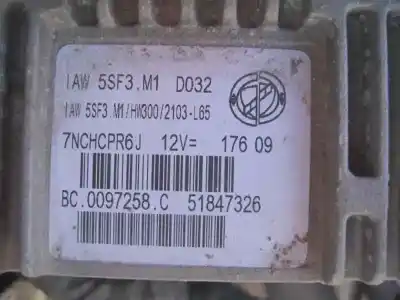 IAW 5SF3.M1 D032
IAW 5SF3.M1/HW300/2103-L65
7NCHCPR6J 12V= 176 09
BC.0097258.C 51847326